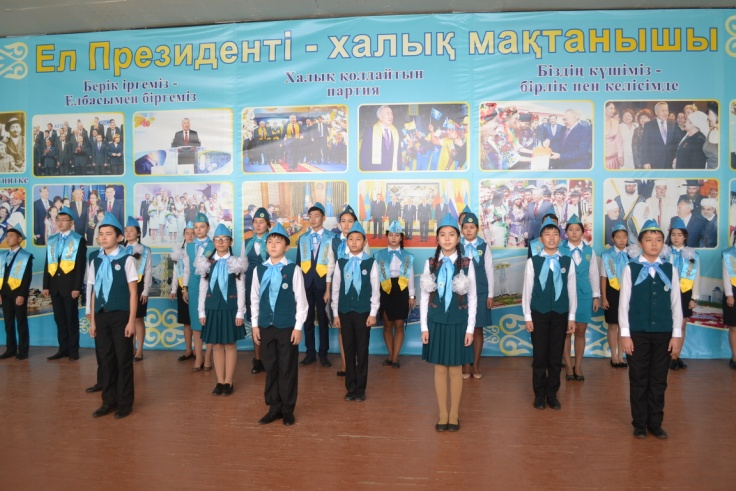 Ел Президенті - халық мақтанышы
Берік іргеміз -
Елбасымен біргеміз
Халық қолдайтын
партия
Біздің күшіміз -
бірлік пен келісімде